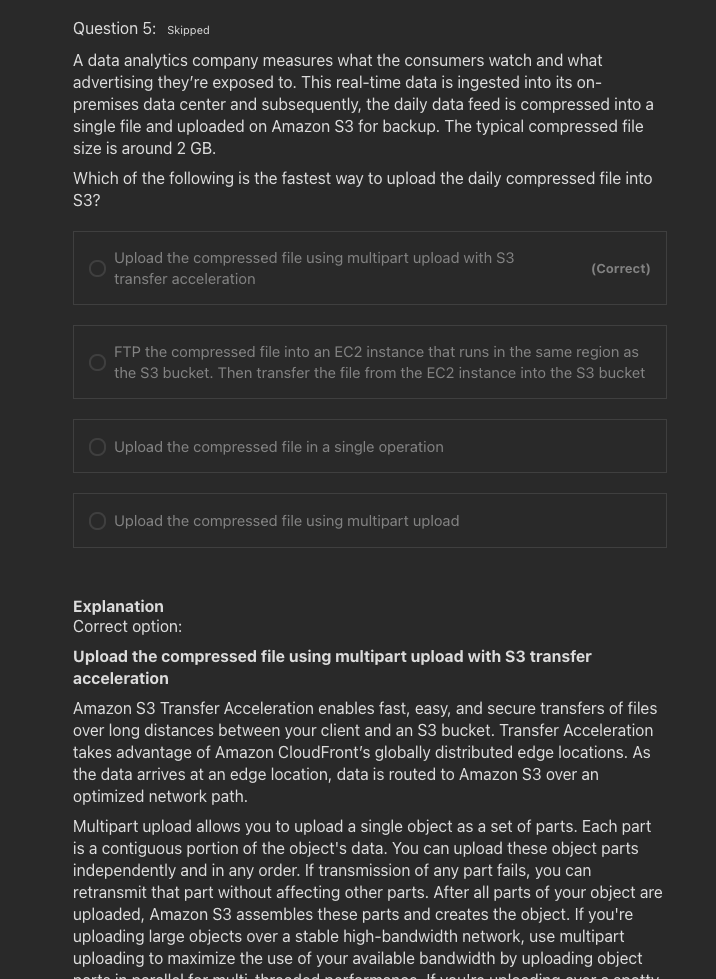 Question 5: Skipped
A data analytics company measures what the consumers watch and what
advertising they’re exposed to. This real-time data is ingested into its on-
premises data center and subsequently, the daily data feed is compressed into a
single file and uploaded on Amazon S3 for backup. The typical compressed file
size is around 2 GB.
Which of the following is the fastest way to upload the daily compressed file into
S3?
Upload the compressed file using multipart upload with S3
transfer acceleration
(Correct)
FTP the compressed file into an EC2 instance that runs in the same region as
the S3 bucket. Then transfer the file from the EC2 instance into the S3 bucket
Upload the compressed file in a single operation
Upload the compressed file using multipart upload
Explanation
Correct option:
Upload the compressed file using multipart upload with S3 transfer
acceleration
Amazon S3 Transfer Acceleration enables fast, easy, and secure transfers of files
over long distances between your client and an S3 bucket. Transfer Acceleration
takes advantage of Amazon CloudFront’s globally distributed edge locations. As
the data arrives at an edge location, data is routed to Amazon S3 over an
optimized network path.
Multipart upload allows you to upload a single object as a set of parts. Each part
is a contiguous portion of the object's data. You can upload these object parts
independently and in any order. If transmission of any part fails, you can
retransmit that part without affecting other parts. After all parts of your object are
uploaded, Amazon S3 assembles these parts and creates the object. If you're
uploading large objects over a stable high-bandwidth network, use multipart
uploading to maximize the use of your available bandwidth by uploading object
parts in parallel for multi-threaded performance. If you're uploading over a spotty